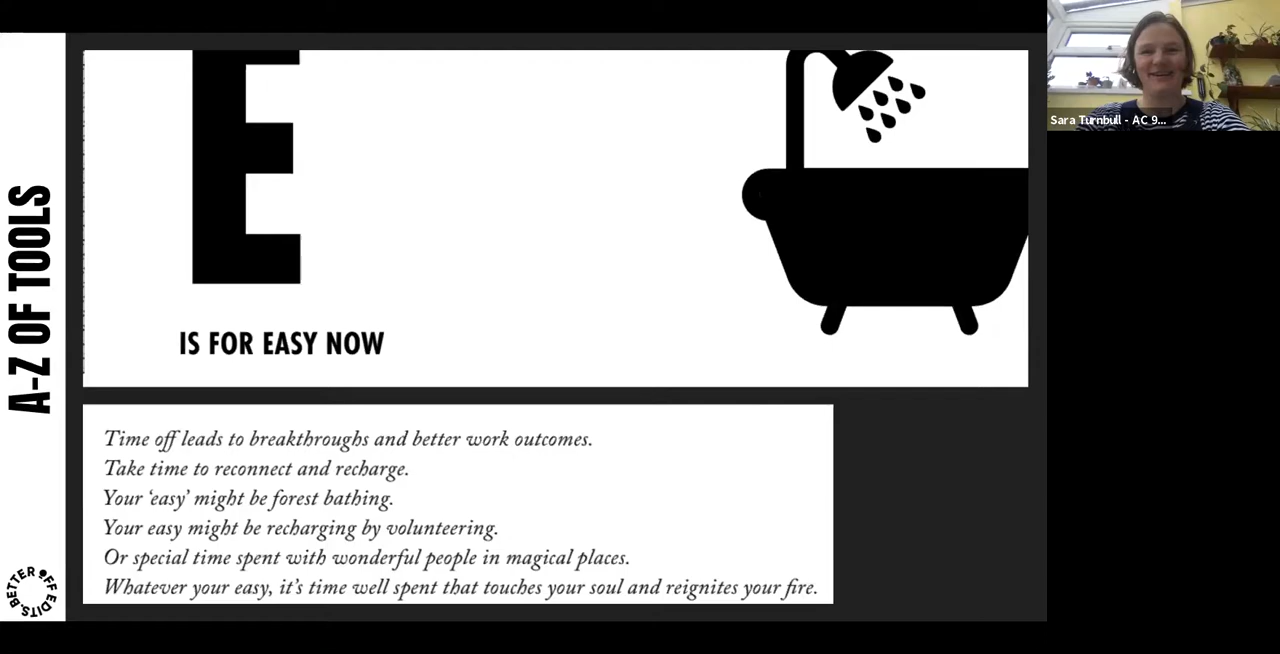 A-Z OF TOOLS
E
IS FOR EASY NOW
Time off leads to breakthroughs and better work outcomes.
Take time to reconnect and recharge.
Your ‘easy’ might be forest bathing.
Your easy might be recharging by volunteering.
Or special time spent with wonderful people in magical places.
Whatever your easy, it’s time well spent that touches your soul and reignites your fire.
BETTER OFF EDITS.
Sara Turnbull - AC 9...